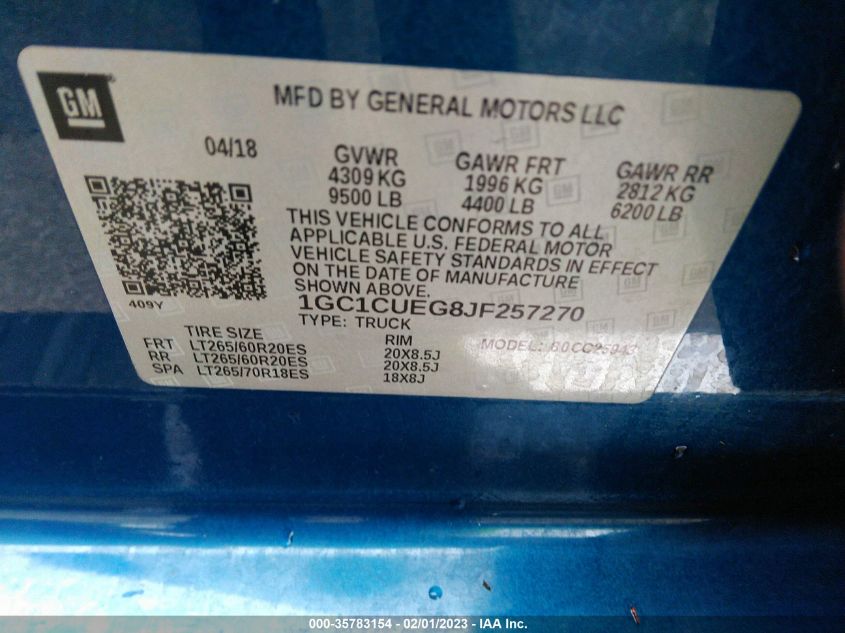 GM
MFD BY GENERAL MOTORS LLC
04/18
GVWR
4309 KG
9500 LB
GAWR FRT
1996 KG
4400 LB
GAWR RR
2812 KG
6200 LB
THIS VEHICLE CONFORMS TO ALL
APPLICABLE U.S. FEDERAL MOTOR
VEHICLE SAFETY STANDARDS IN EFFECT
ON THE DATE OF MANUFACTURE
SHOWN ABOVE.
409Y
1GC1CUEG8JF257270
TYPE: TRUCK
MODEL:
TIRE SIZE RIM
FRT LT265/60R20ES 20X8.5J
RR LT265/60R20ES 20X8.5J
SPA LT265/70R18ES 18X8J
000-35783154 - 02/01/2023 - IAA Inc.